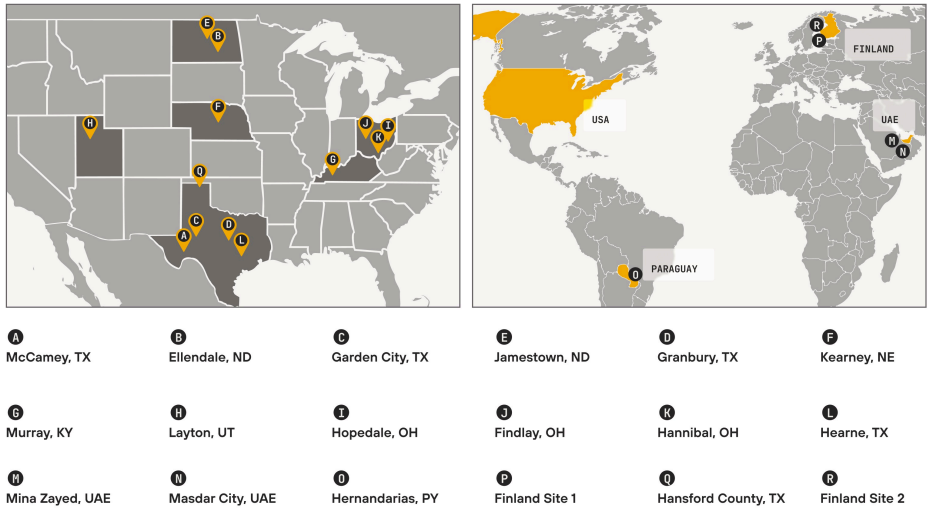 E
B
F
H
J
I
K
G
Q
C
D
A
L
R
P
FINLAND
USA
UAE
M
N
O
PARAGUAY
A
McCamey, TX
B
Ellendale, ND
C
Garden City, TX
E
Jamestown, ND
D
Granbury, TX
F
Kearney, NE
G
Murray, KY
H
Layton, UT
I
Hopedale, OH
J
Findlay, OH
K
Hannibal, OH
L
Hearne, TX
M
Mina Zayed, UAE
N
Masdar City, UAE
O
Hernandarias, PY
P
Finland Site 1
Q
Hansford County, TX
R
Finland Site 2